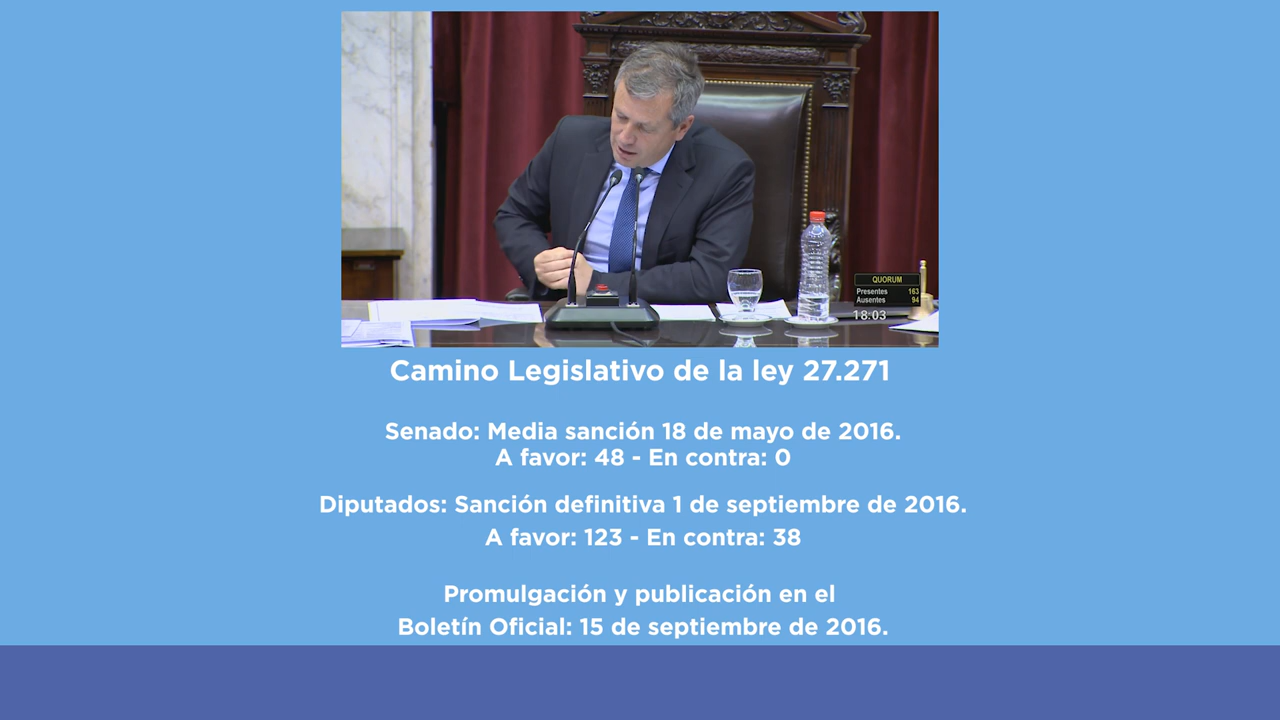 QUORUM
Presentes 163
Ausentes 94
18:03
Camino Legislativo de la ley 27.271
Senado: Media sanción 18 de mayo de 2016.
A favor: 48 - En contra: 0
Diputados: Sanción definitiva 1 de septiembre de 2016.
A favor: 123 - En contra: 38
Promulgación y publicación en el
Boletín Oficial: 15 de septiembre de 2016.